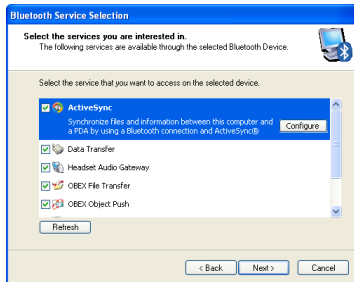 Bluetooth Service Selection
Select the services you are interested in.
The following services are available through the selected Bluetooth Device.
Select the service that you want to access on the selected device.
ActiveSync
Synchronize files and information between this computer and
a PDA by using a Bluetooth connection and ActiveSync®
Configure
Data Transfer
Headset Audio Gateway
OBEX File Transfer
OBEX Object Push
Refresh
< Back
Next >
Cancel